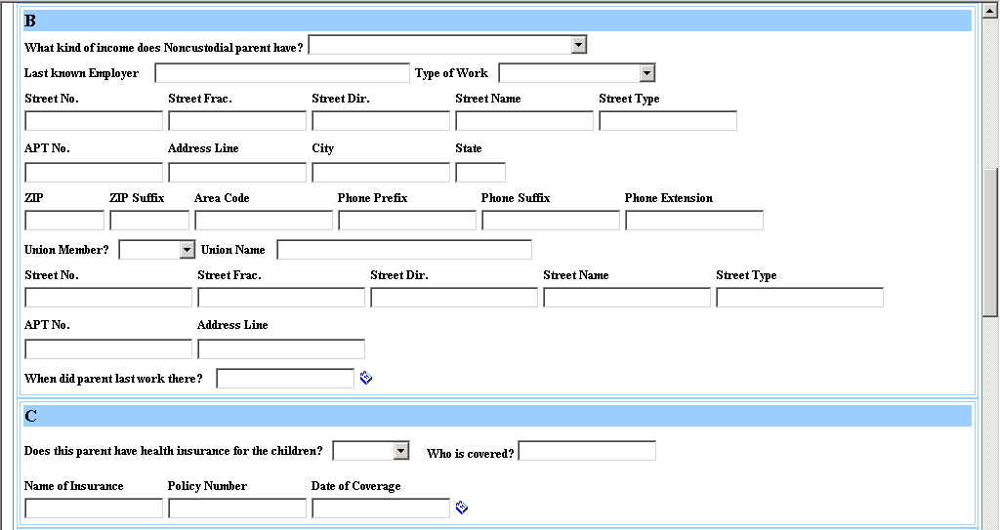 B
What kind of income does Noncustodial parent have?
Last known Employer Type of Work
Street No. Street Frac. Street Dir. Street Name Street Type
APT No. Address Line City State
ZIP ZIP Suffix Area Code Phone Prefix Phone Suffix Phone Extension
Union Member? Union Name
Street No. Street Frac. Street Dir. Street Name Street Type
APT No. Address Line
When did parent last work there?
C
Does this parent have health insurance for the children? Who is covered?
Name of Insurance Policy Number Date of Coverage